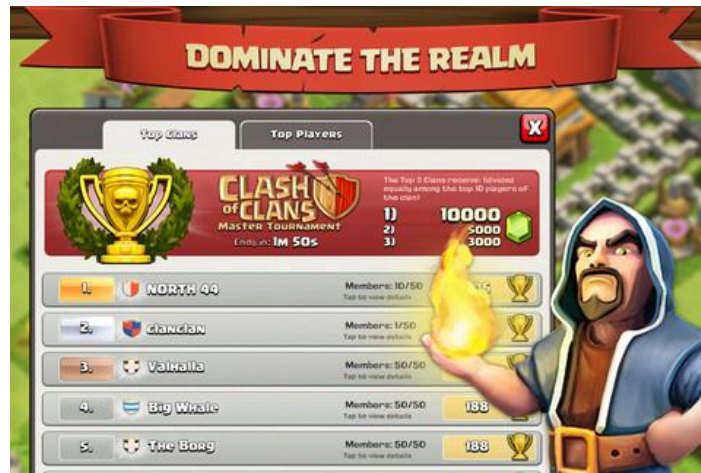 DOMINATE THE REALM
Top Clans
Top Players
X
CLASH
OF CLANS
Master Tournament
Ends in: 1M 50S
The Top 3 Clans receive: (divided
equally among the top 10 players of
the clan)
1) 10000
2) 5000
3) 3000
1. NORTH 44 Members: 10/50
Tap to view details
2. clanclan Members: 1/50
Tap to view details
3. Valhalla Members: 50/50
Tap to view details
4. Big Whale Members: 50/50 188
Tap to view details
5. The Borg Members: 50/50 188
Tap to view details